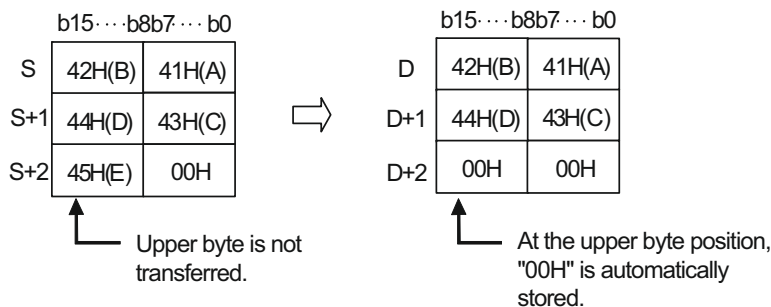 b15····b8b7···· b0
b15····b8b7···· b0
S 42H(B) 41H(A)
D 42H(B) 41H(A)
S+1 44H(D) 43H(C)
D+1 44H(D) 43H(C)
S+2 45H(E) 00H
D+2 00H 00H
Upper byte is not
transferred.
At the upper byte position,
"00H" is automatically
stored.